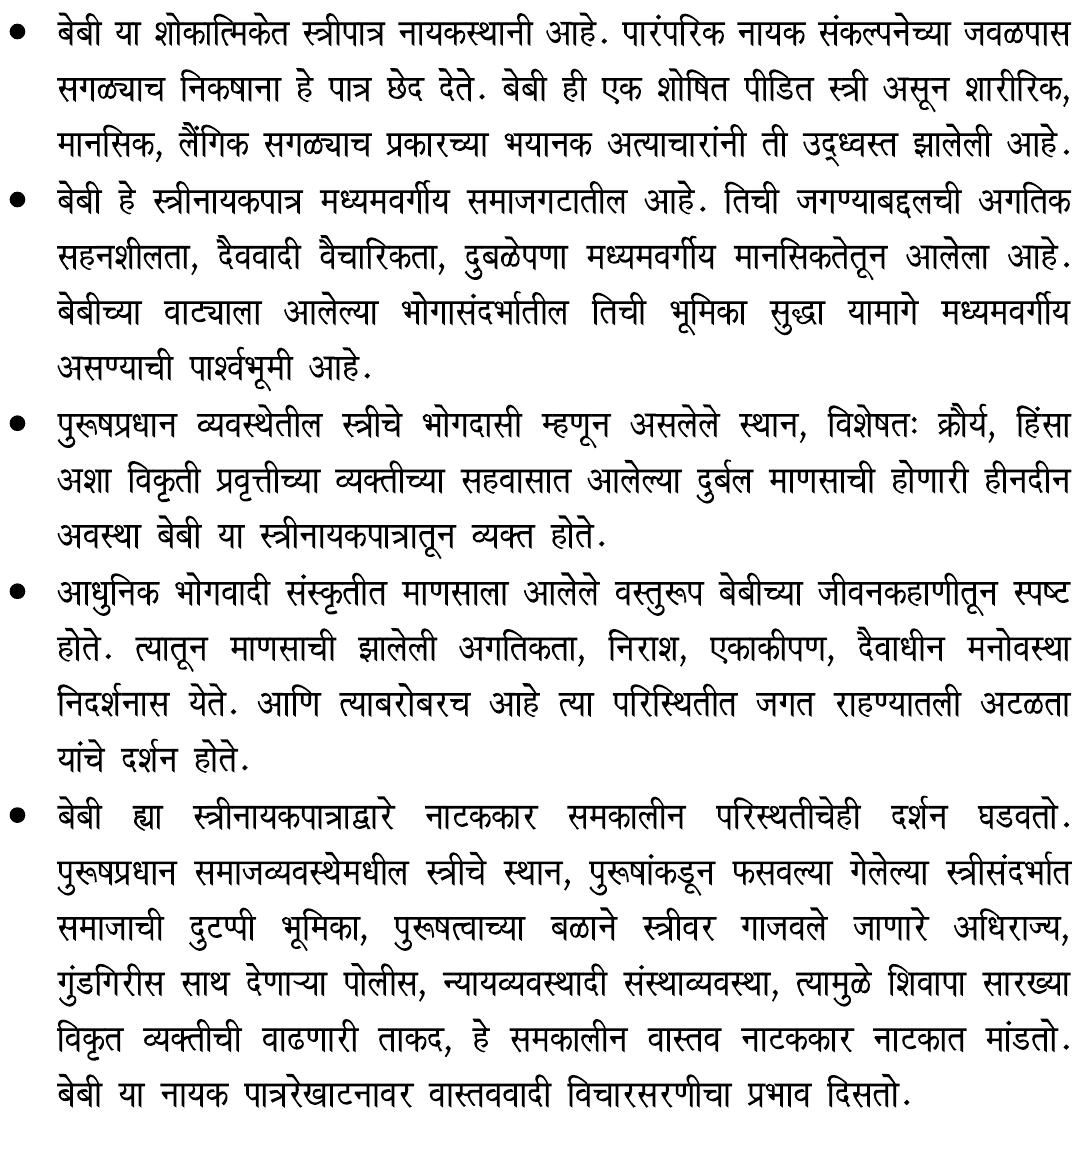 • बेबी या शोकात्मिकेत स्त्रीपात्र नायकस्थानी आहे. पारंपरिक नायक संकल्पनेच्या जवळपास
सगळ्याच निकषाना हे पात्र छेद देते. बेबी ही एक शोषित पीडित स्त्री असून शारीरिक,
मानसिक, लैंगिक सगळ्याच प्रकारच्या भयानक अत्याचारांनी ती उद्ध्वस्त झालेली आहे.
• बेबी हे स्त्रीनायकपात्र मध्यमवर्गीय समाजगटातील आहे. तिची जगण्याबद्दलची अगतिक
सहनशीलता, दैववादी वैचारिकता, दुबळेपणा मध्यमवर्गीय मानसिकतेतून आलेला आहे.
बेबीच्या वाट्याला आलेल्या भोगासंदर्भातील तिची भूमिका सुद्धा यामागे मध्यमवर्गीय
असण्याची पार्श्वभूमी आहे.
• पुरूषप्रधान व्यवस्थेतील स्त्रीचे भोगदासी म्हणून असलेले स्थान, विशेषतः क्रौर्य, हिंसा
अशा विकृती प्रवृत्तीच्या व्यक्तीच्या सहवासात आलेल्या दुर्बल माणसाची होणारी हीनदीन
अवस्था बेबी या स्त्रीनायकपात्रातून व्यक्त होते.
• आधुनिक भोगवादी संस्कृतीत माणसाला आलेले वस्तुरूप बेबीच्या जीवनकहाणीतून स्पष्ट
होते. त्यातून माणसाची झालेली अगतिकता, निराश, एकाकीपण, दैवाधीन मनोवस्था
निदर्शनास येते. आणि त्याबरोबरच आहे त्या परिस्थितीत जगत राहण्यातली अटळता
यांचे दर्शन होते.
• बेबी ह्या स्त्रीनायकपात्राद्वारे नाटककार समकालीन परिस्थतीचेही दर्शन घडवतो.
पुरूषप्रधान समाजव्यवस्थेमधील स्त्रीचे स्थान, पुरूषांकडून फसवल्या गेलेल्या स्त्रीसंदर्भात
समाजाची दुटप्पी भूमिका, पुरूषत्वाच्या बळाने स्त्रीवर गाजवले जाणारे अधिराज्य,
गुंडगिरीस साथ देणाऱ्या पोलीस, न्यायव्यवस्थादी संस्थाव्यवस्था, त्यामुळे शिवापा सारख्या
विकृत व्यक्तीची वाढणारी ताकद, हे समकालीन वास्तव नाटककार नाटकात मांडतो.
बेबी या नायक पात्ररेखाटनावर वास्तववादी विचारसरणीचा प्रभाव दिसतो.